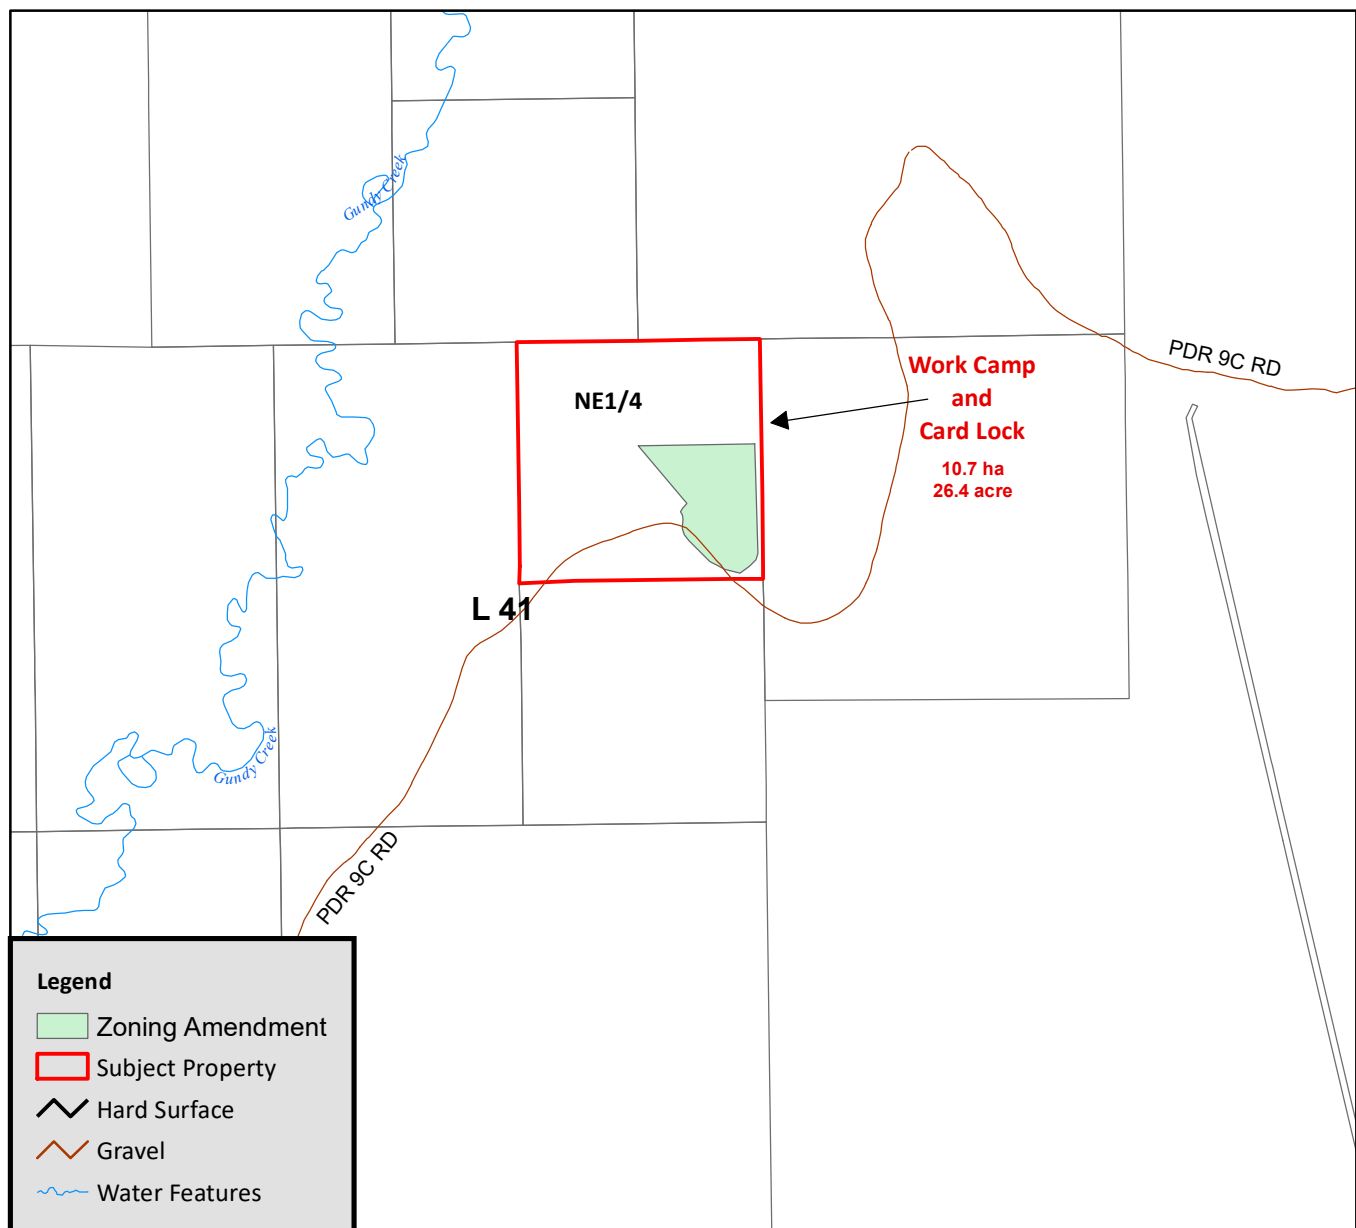 Gundy Creek
PDR 9C RD
Work Camp
and
Card Lock
10.7 ha
26.4 acre
NE1/4
L 41
Gundy Creek
PDR 9C RD
Legend
Zoning Amendment
Subject Property
Hard Surface
Gravel
Water Features